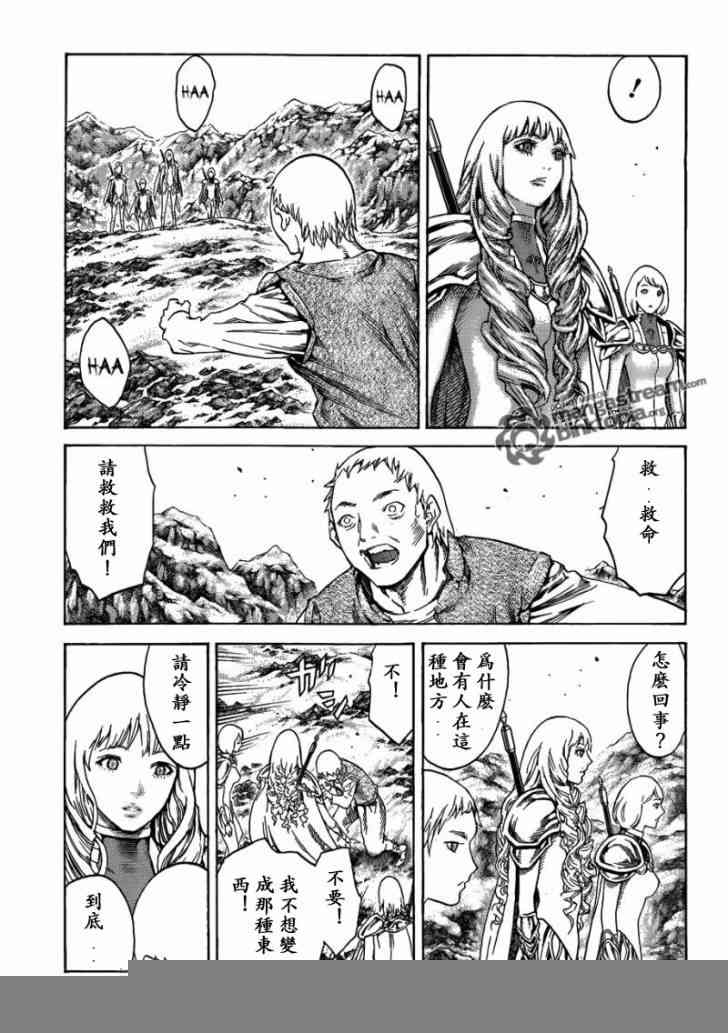 ！
HAA
HAA
HAA
救．救命
請救救我們！
怎麼回事？
爲什麼
會有人在這
種地方
不！
不要！
我不想變
成那種東
西！
請冷靜一點
到底．．
mangastream.com